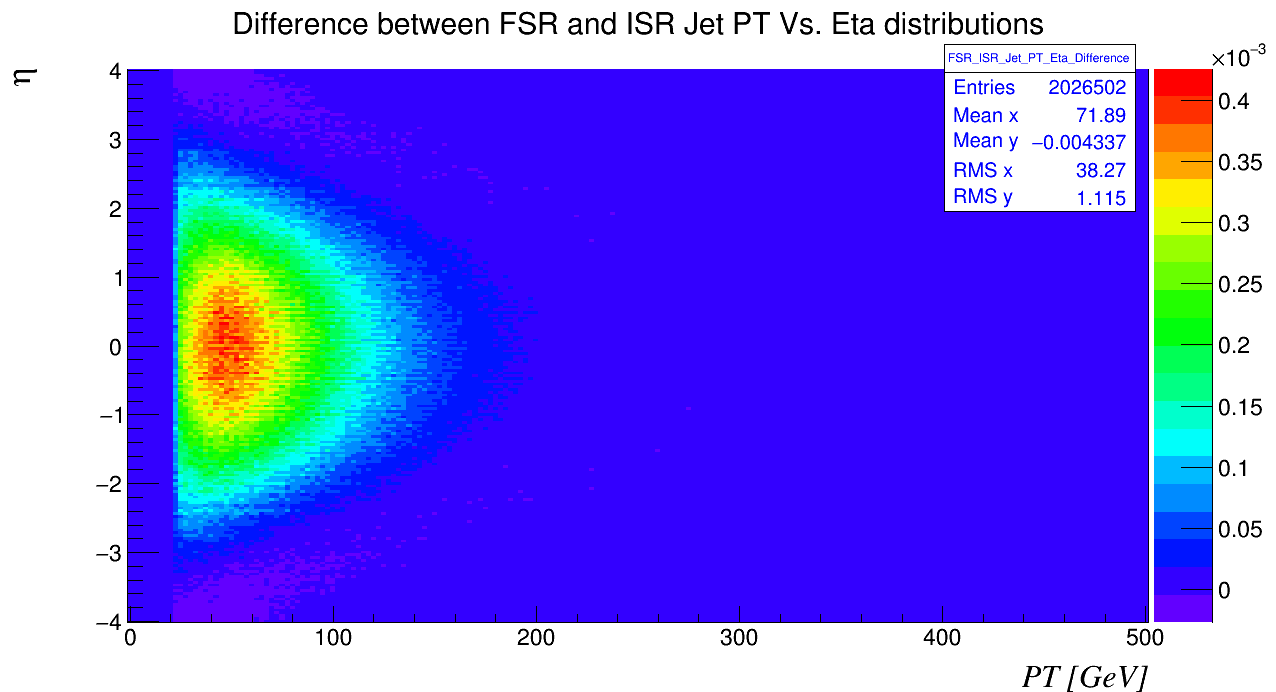 Difference between FSR and ISR Jet PT Vs. Eta distributions
FSR_ISR_Jet_PT_Eta_Difference
Entries 2026502
Mean x 71.89
Mean y −0.004337
RMS x 38.27
RMS y 1.115
η
4
3
2
1
0
−1
−2
−3
−4
0 100 200 300 400 500
PT [GeV]
×10⁻³
0.4
0.35
0.3
0.25
0.2
0.15
0.1
0.05
0